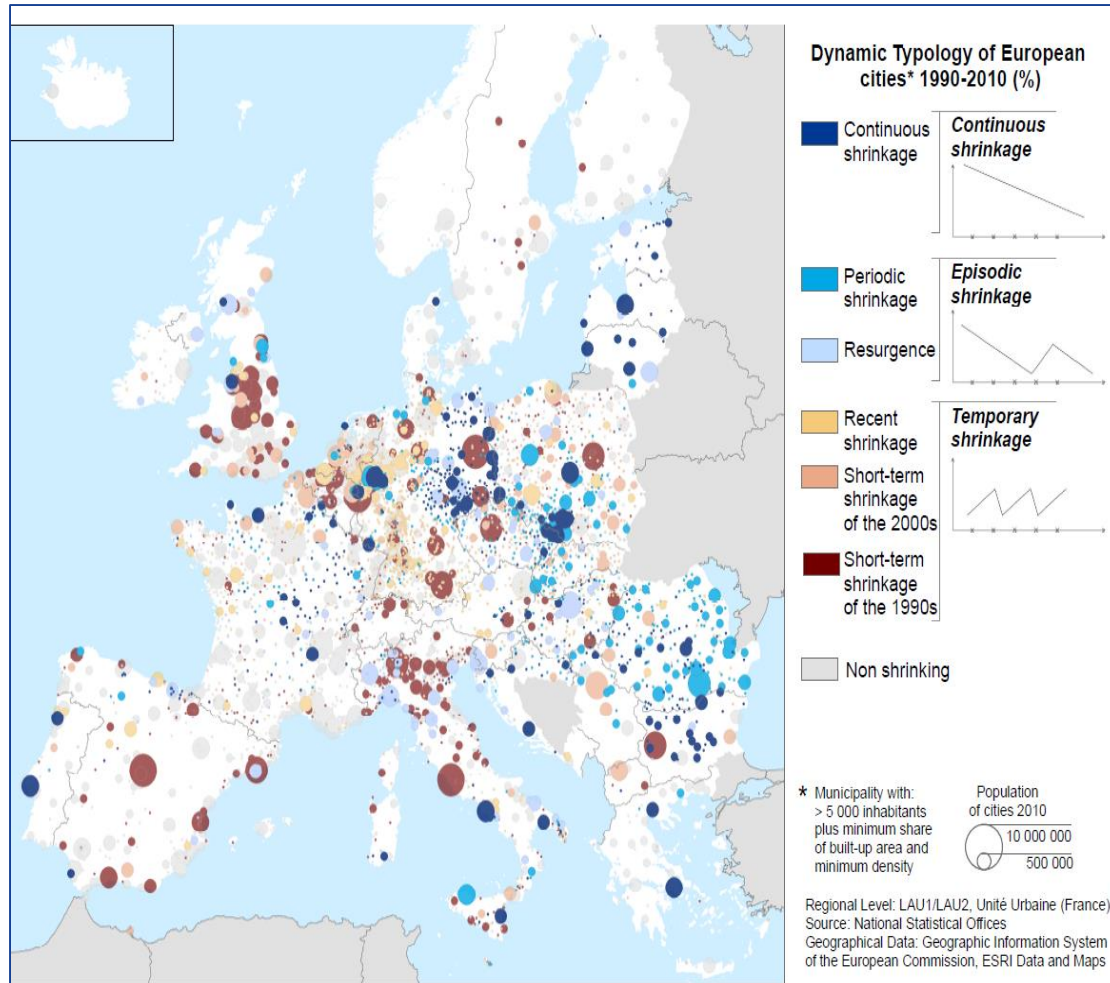 Dynamic Typology of European
cities* 1990-2010 (%)
Continuous
shrinkage
Continuous
shrinkage
Periodic
shrinkage
Resurgence
Episodic
shrinkage
Recent
shrinkage
Short-term
shrinkage
of the 2000s
Short-term
shrinkage
of the 1990s
Temporary
shrinkage
Non shrinking
* Municipality with:
> 5 000 inhabitants
plus minimum share
of built-up area and
minimum density
Population
of cities 2010
10 000 000
500 000
Regional Level: LAU1/LAU2, Unité Urbaine (France)
Source: National Statistical Offices
Geographical Data: Geographic Information System
of the European Commission, ESRI Data and Maps